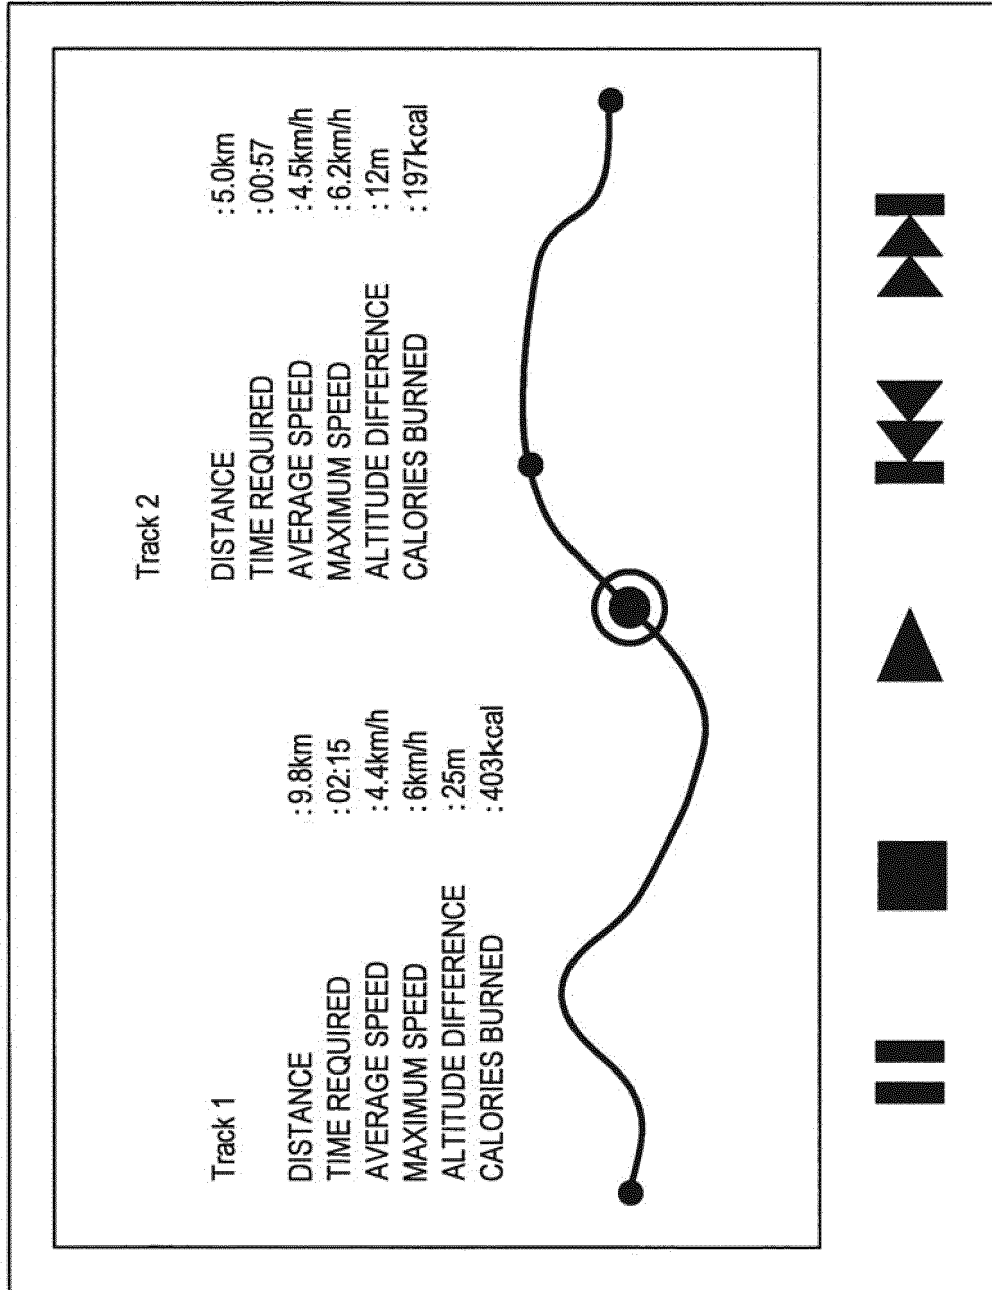 Track 1
DISTANCE :9.8km
TIME REQUIRED :02:15
AVERAGE SPEED :4.4km/h
MAXIMUM SPEED :6km/h
ALTITUDE DIFFERENCE :25m
CALORIES BURNED :403kcal
Track 2
DISTANCE :5.0km
TIME REQUIRED :00:57
AVERAGE SPEED :4.5km/h
MAXIMUM SPEED :6.2km/h
ALTITUDE DIFFERENCE :12m
CALORIES BURNED :197kcal